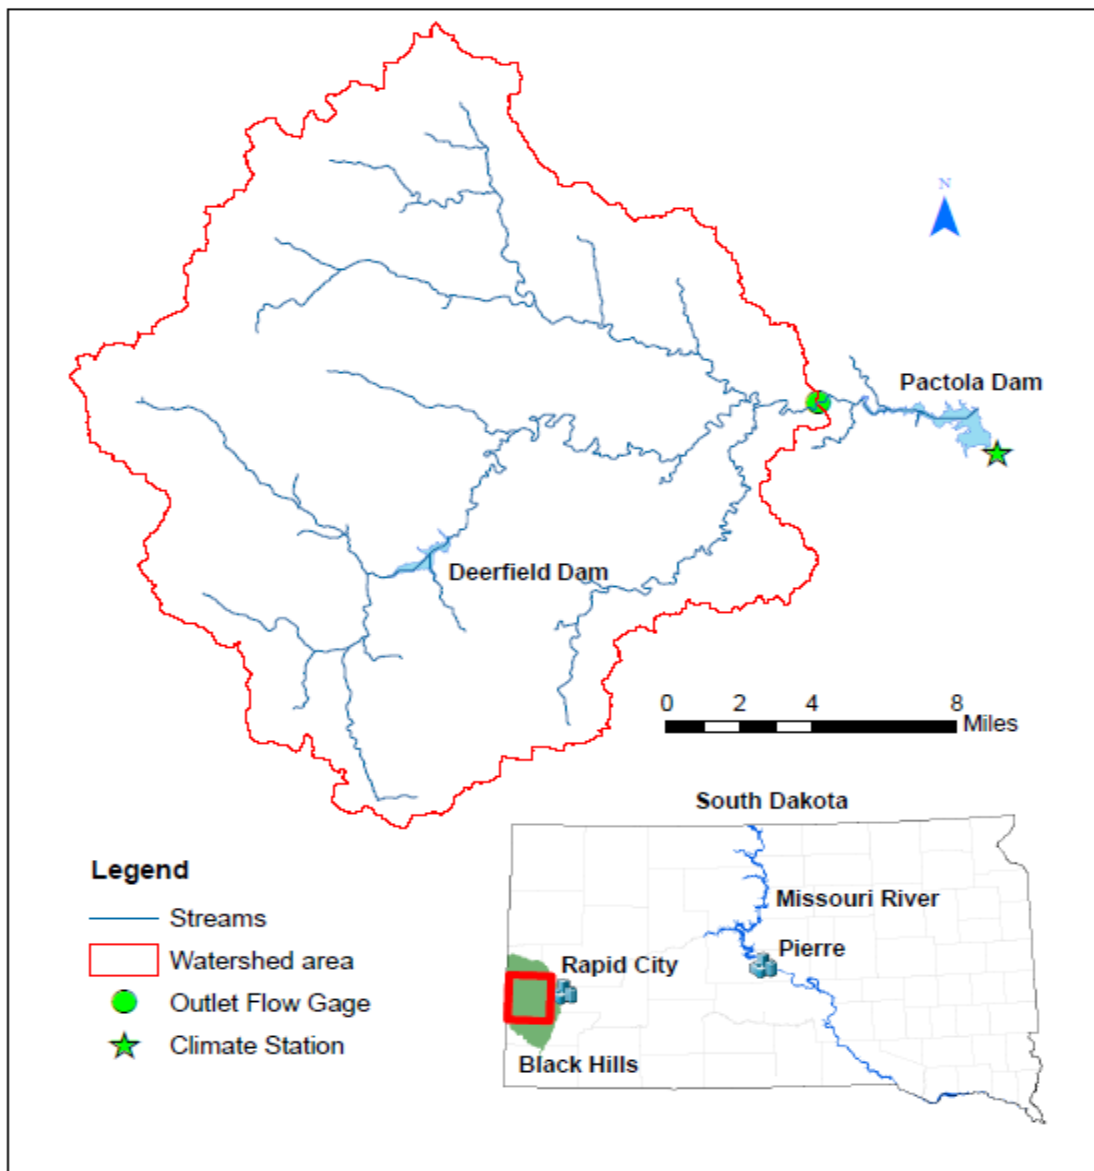 N
Pactola Dam
Deerfield Dam
0 2 4 8
Miles
South Dakota
Missouri River
Pierre
Rapid City
Black Hills
Legend
Streams
Watershed area
Outlet Flow Gage
Climate Station